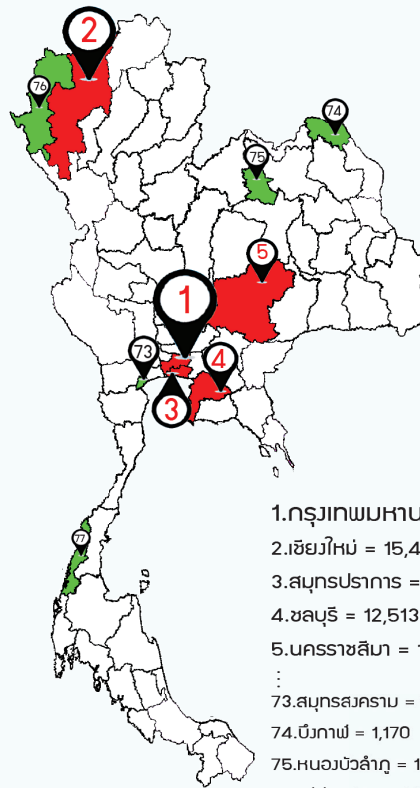 2
76
74
75
5
1
73
4
3
77
1.กรุงเทพมหาน
2.เชียงใหม่ = 15,4
3.สมุทรปราการ =
4.ชลบุรี = 12,513
5.นครราชสีมา = 1
⋮
73.สมุทรสงคราม =
74.บึงกาฬ = 1,170
75.หนองบัวลำภู = 1